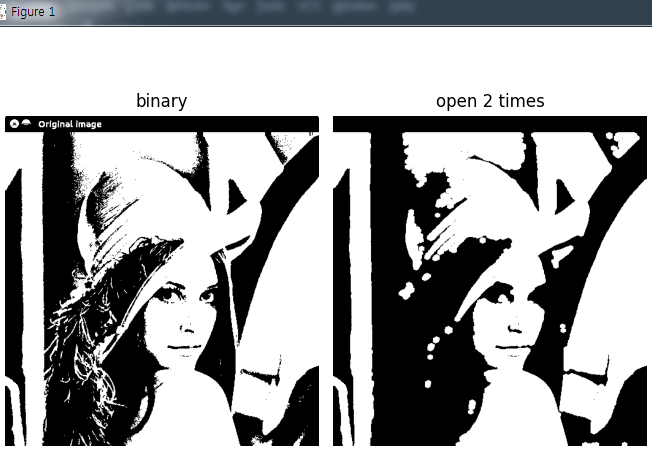 Figure 1
binary
open 2 times
Original image